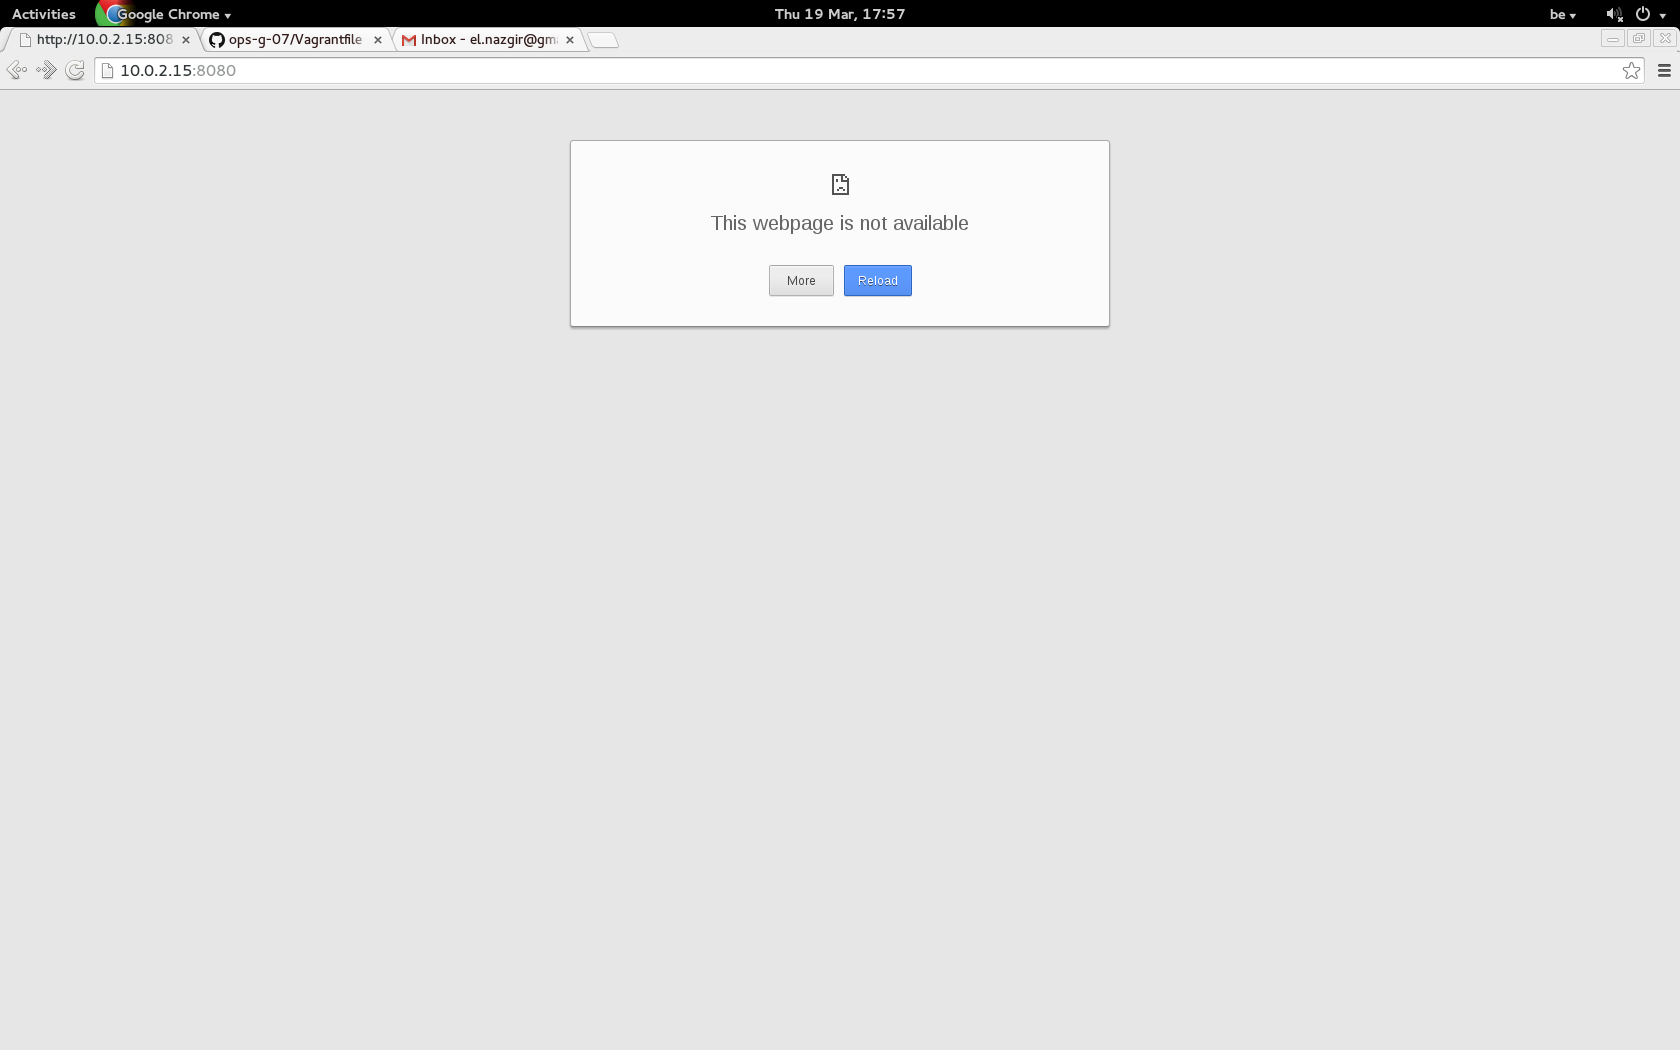 Activities Google Chrome Thu 19 Mar, 17:57 be
http://10.0.2.15:808 ops-g-07/Vagrantfile Inbox - el.nazgir@gm
10.0.2.15:8080
This webpage is not available
More Reload